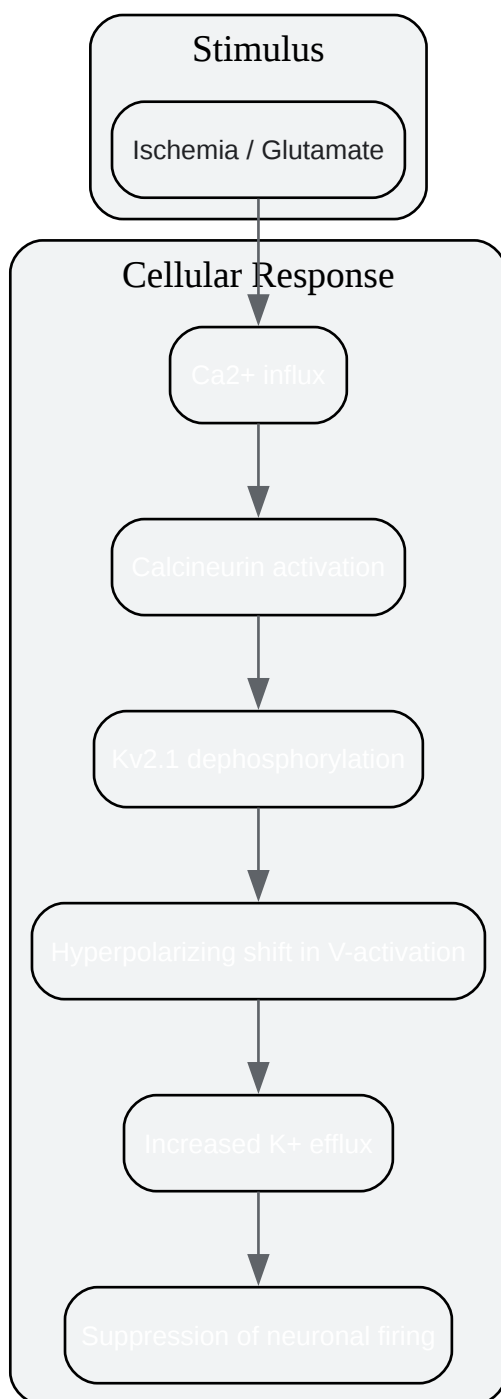 Stimulus
Ischemia / Glutamate
Cellular Response
Ca2+ influx
Calcineurin activation
Kv2.1 dephosphorylation
Hyperpolarizing shift in V-activation
Increased K+ efflux
Suppression of neuronal firing